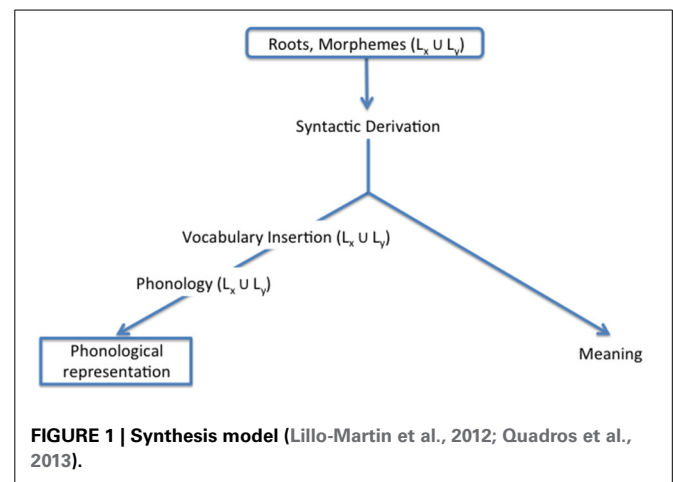 Roots, Morphemes (Lx U Ly)
Syntactic Derivation
Vocabulary Insertion (Lx U Ly)
Phonology (Lx U Ly)
Phonological
representation
Meaning
FIGURE 1 | Synthesis model (Lillo-Martin et al., 2012; Quadros et al.,
2013).